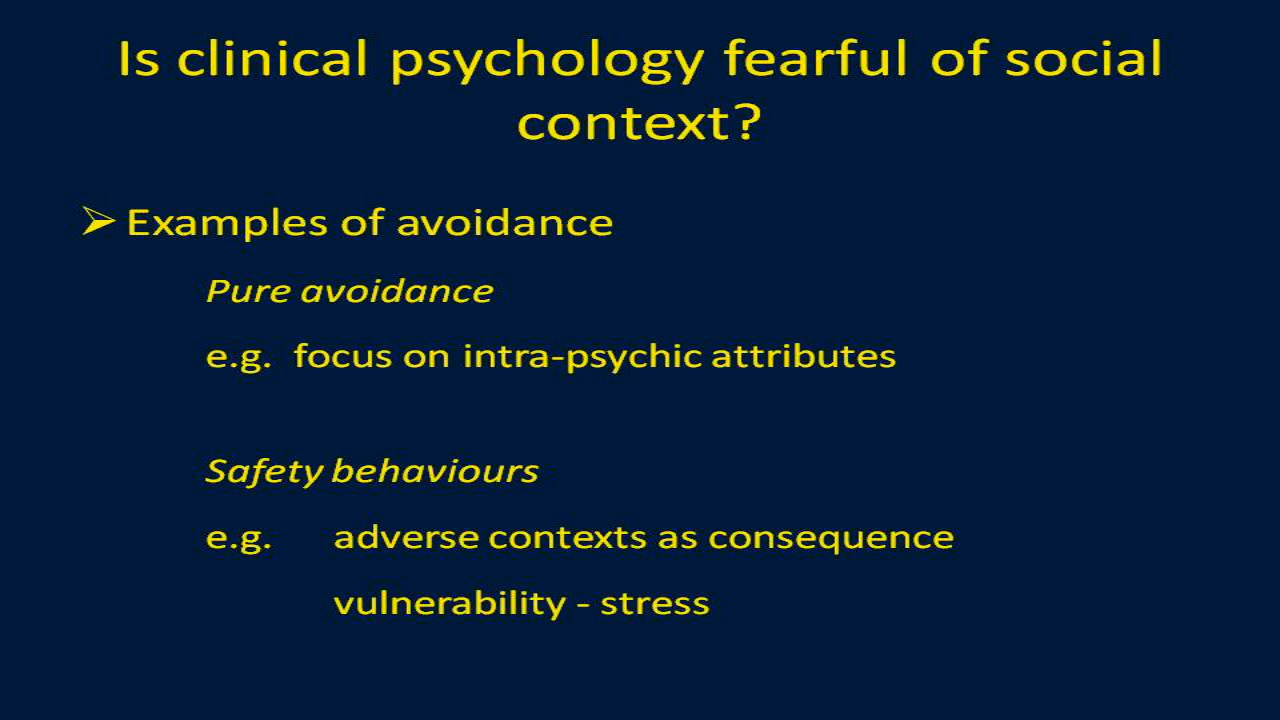 Is clinical psychology fearful of social
context?
➢ Examples of avoidance
Pure avoidance
e.g. focus on intra-psychic attributes
Safety behaviours
e.g. adverse contexts as consequence
vulnerability - stress